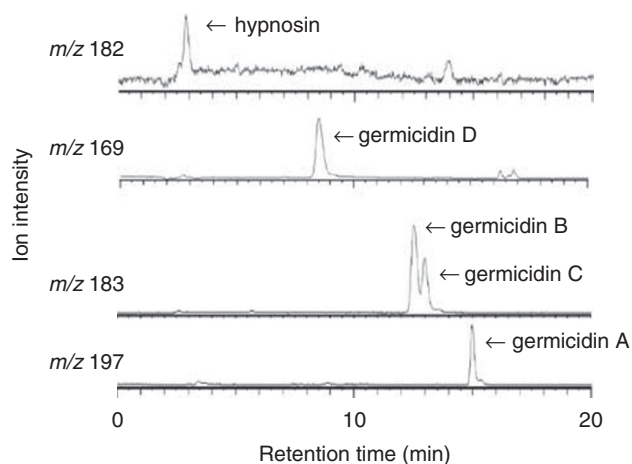 ← hypnosin
m/z 182
← germicidin D
m/z 169
← germicidin B
← germicidin C
m/z 183
← germicidin A
m/z 197
Ion intensity
0 10 20
Retention time (min)